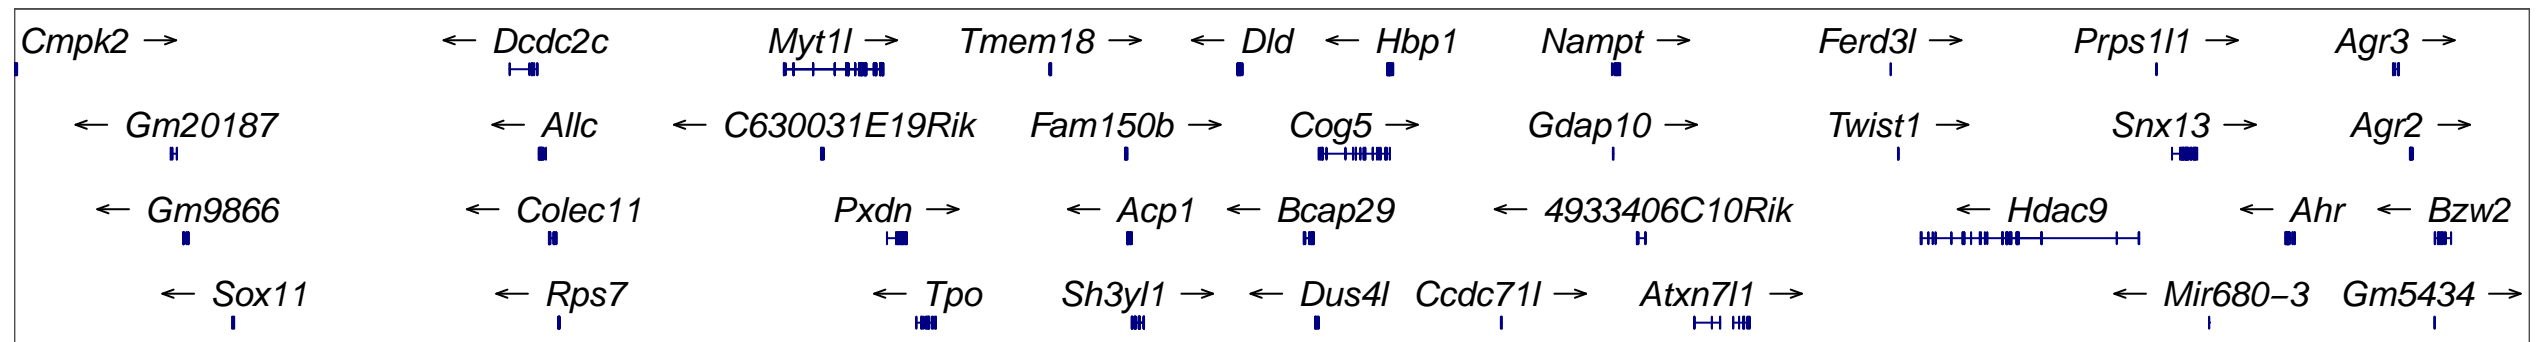 Cmpk2 → ← Dcdc2c Myt1l → Tmem18 → ← Dld ← Hbp1 Nampt → Ferd3l → Prps1l1 → Agr3 →
← Gm20187 ← Allc ← C630031E19Rik Fam150b → Cog5 → Gdap10 → Twist1 → Snx13 → Agr2 →
← Gm9866 ← Colec11 Pxdn → ← Acp1 ← Bcap29 ← 4933406C10Rik ← Hdac9 ← Ahr ← Bzw2
← Sox11 ← Rps7 ← Tpo Sh3yl1 → ← Dus4l Ccdc71l → Atxn7l1 → ← Mir680−3 Gm5434 →